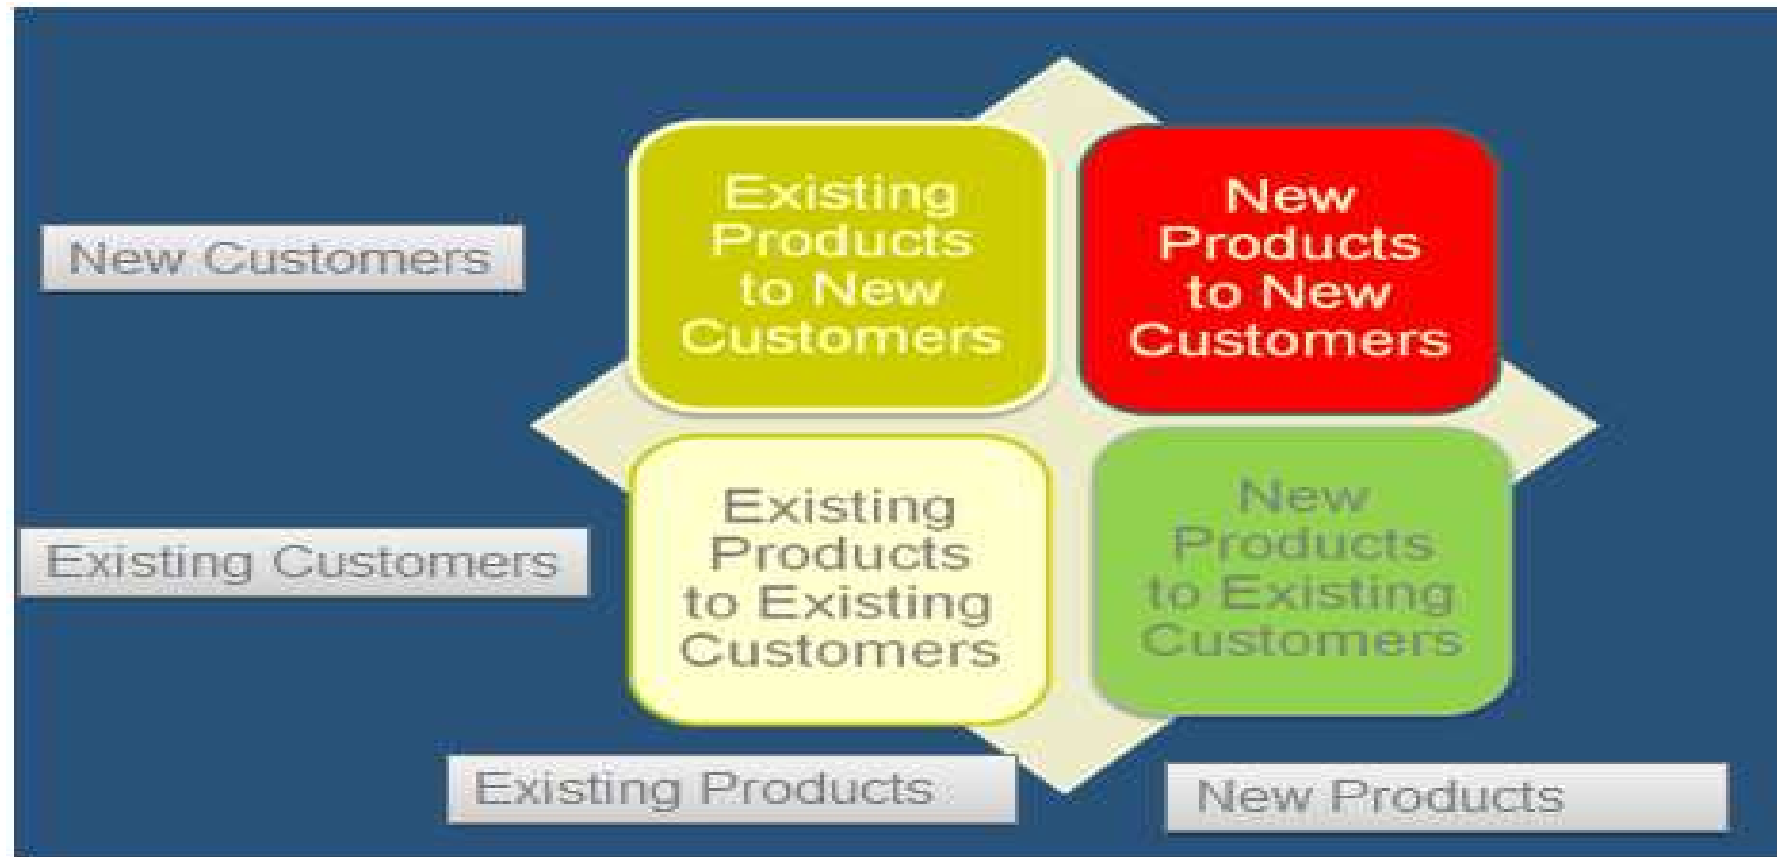 New Customers
Existing
Products
to New
Customers
New
Products
to New
Customers
Existing Customers
Existing
Products
to Existing
Customers
New
Products
to Existing
Customers
Existing Products
New Products